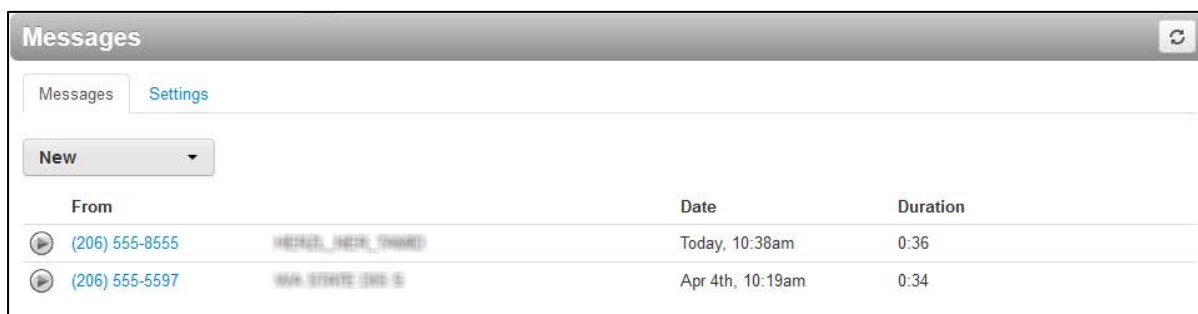 Messages
Messages Settings
New
From Date Duration
(206) 555-8555 Today, 10:38am 0:36
(206) 555-5597 Apr 4th, 10:19am 0:34